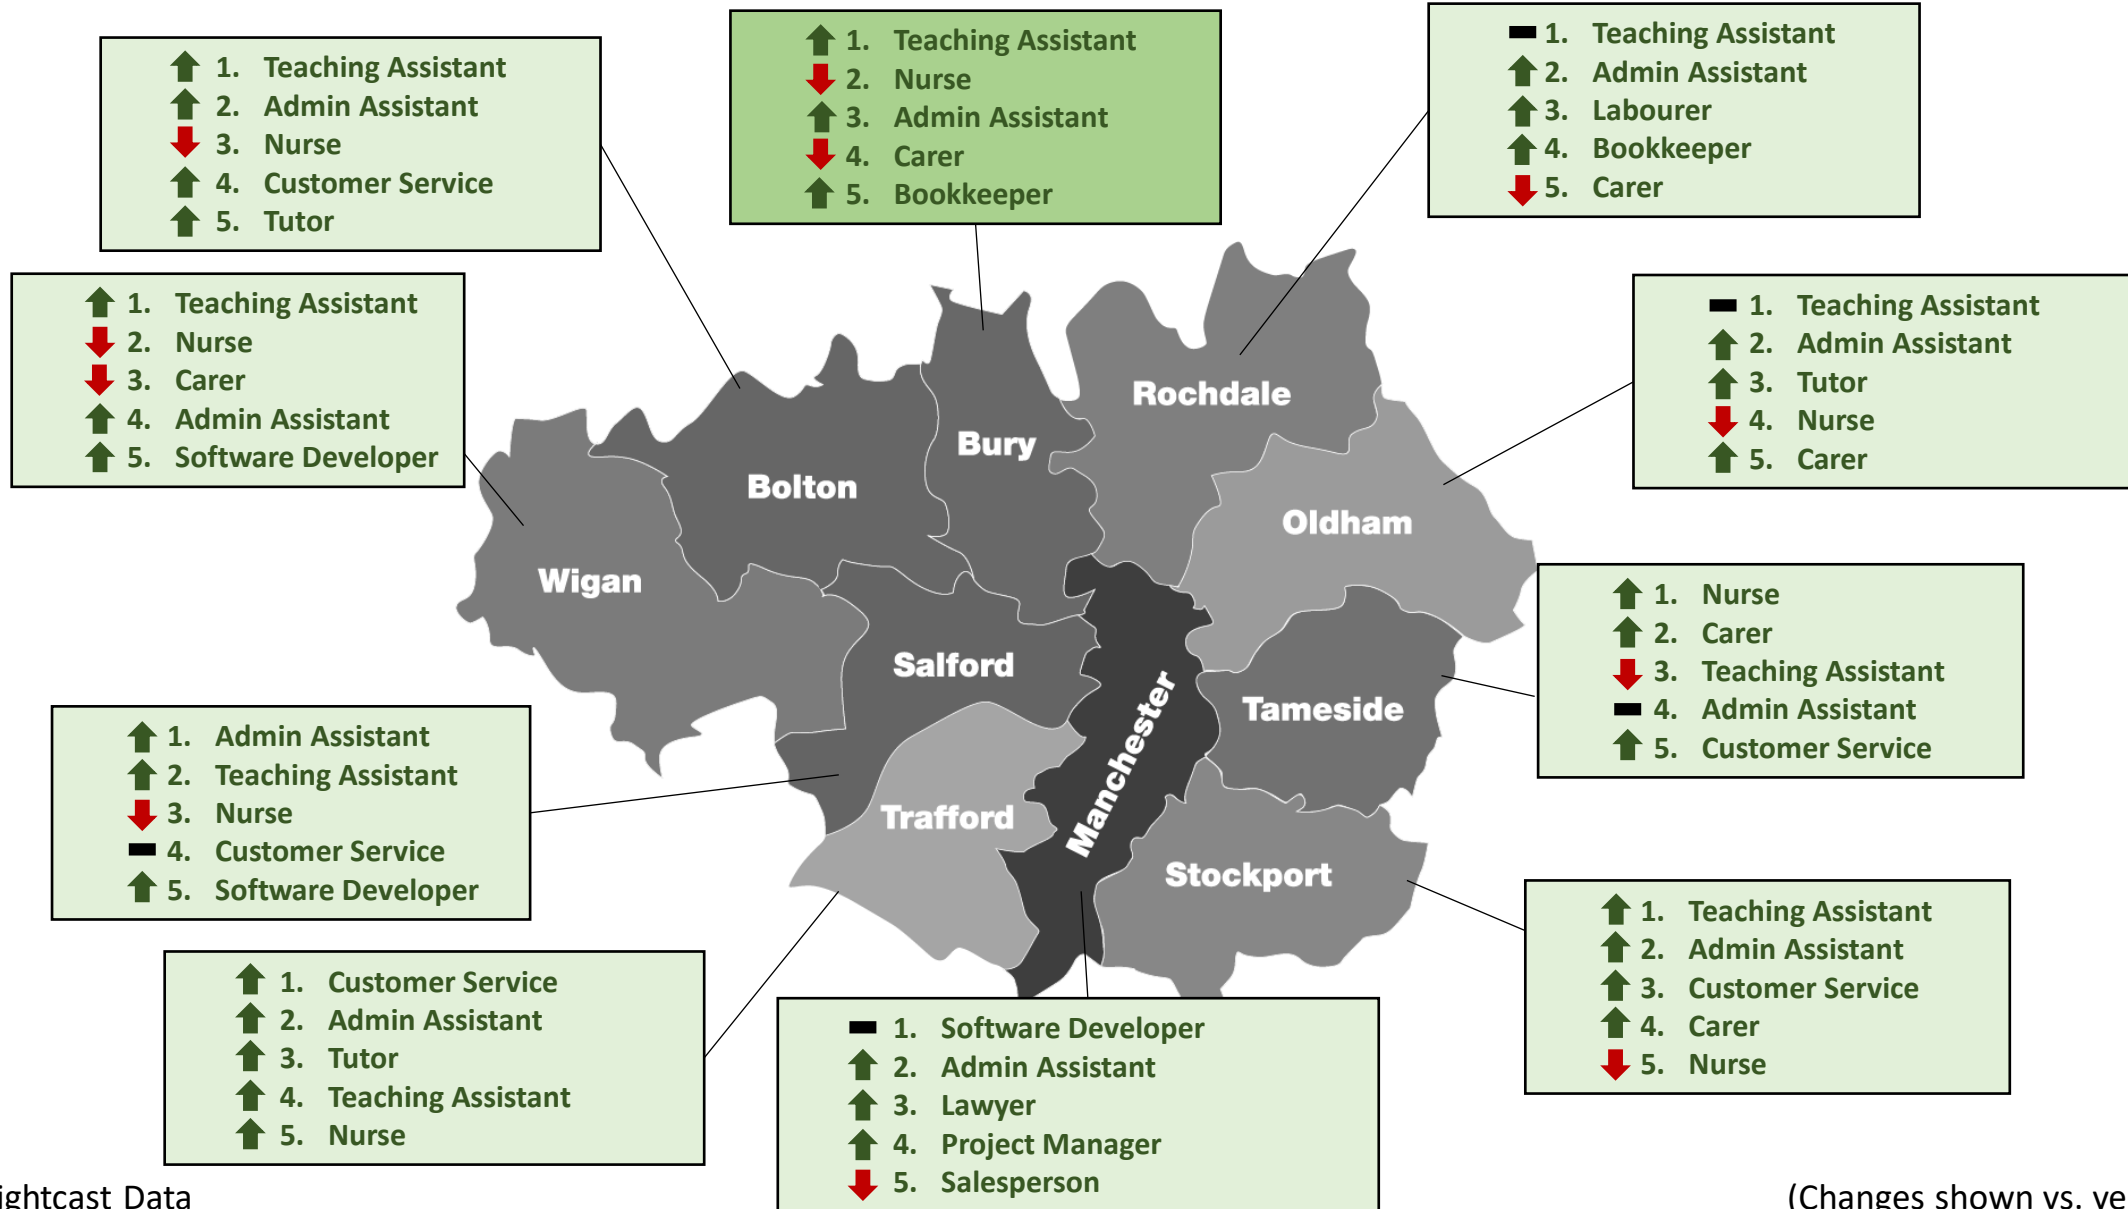 1. Teaching Assistant
2. Admin Assistant
3. Nurse
4. Customer Service
5. Tutor
1. Teaching Assistant
2. Nurse
3. Admin Assistant
4. Carer
5. Bookkeeper
1. Teaching Assistant
2. Admin Assistant
3. Labourer
4. Bookkeeper
5. Carer
1. Teaching Assistant
2. Nurse
3. Carer
4. Admin Assistant
5. Software Developer
1. Teaching Assistant
2. Admin Assistant
3. Tutor
4. Nurse
5. Carer
Rochdale
Bury
Bolton
Oldham
Wigan
Salford
Tameside
Manchester
Trafford
Stockport
1. Nurse
2. Carer
3. Teaching Assistant
4. Admin Assistant
5. Customer Service
1. Admin Assistant
2. Teaching Assistant
3. Nurse
4. Customer Service
5. Software Developer
1. Teaching Assistant
2. Admin Assistant
3. Customer Service
4. Carer
5. Nurse
1. Customer Service
2. Admin Assistant
3. Tutor
4. Teaching Assistant
5. Nurse
1. Software Developer
2. Admin Assistant
3. Lawyer
4. Project Manager
5. Salesperson
Data
(Changes shown vs.